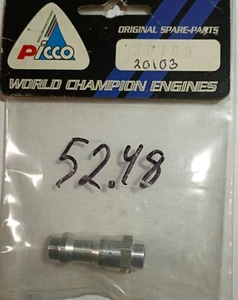 Picco
ORIGINAL SPARE-PARTS
20103
WORLD CHAMPION ENGINES
52.48